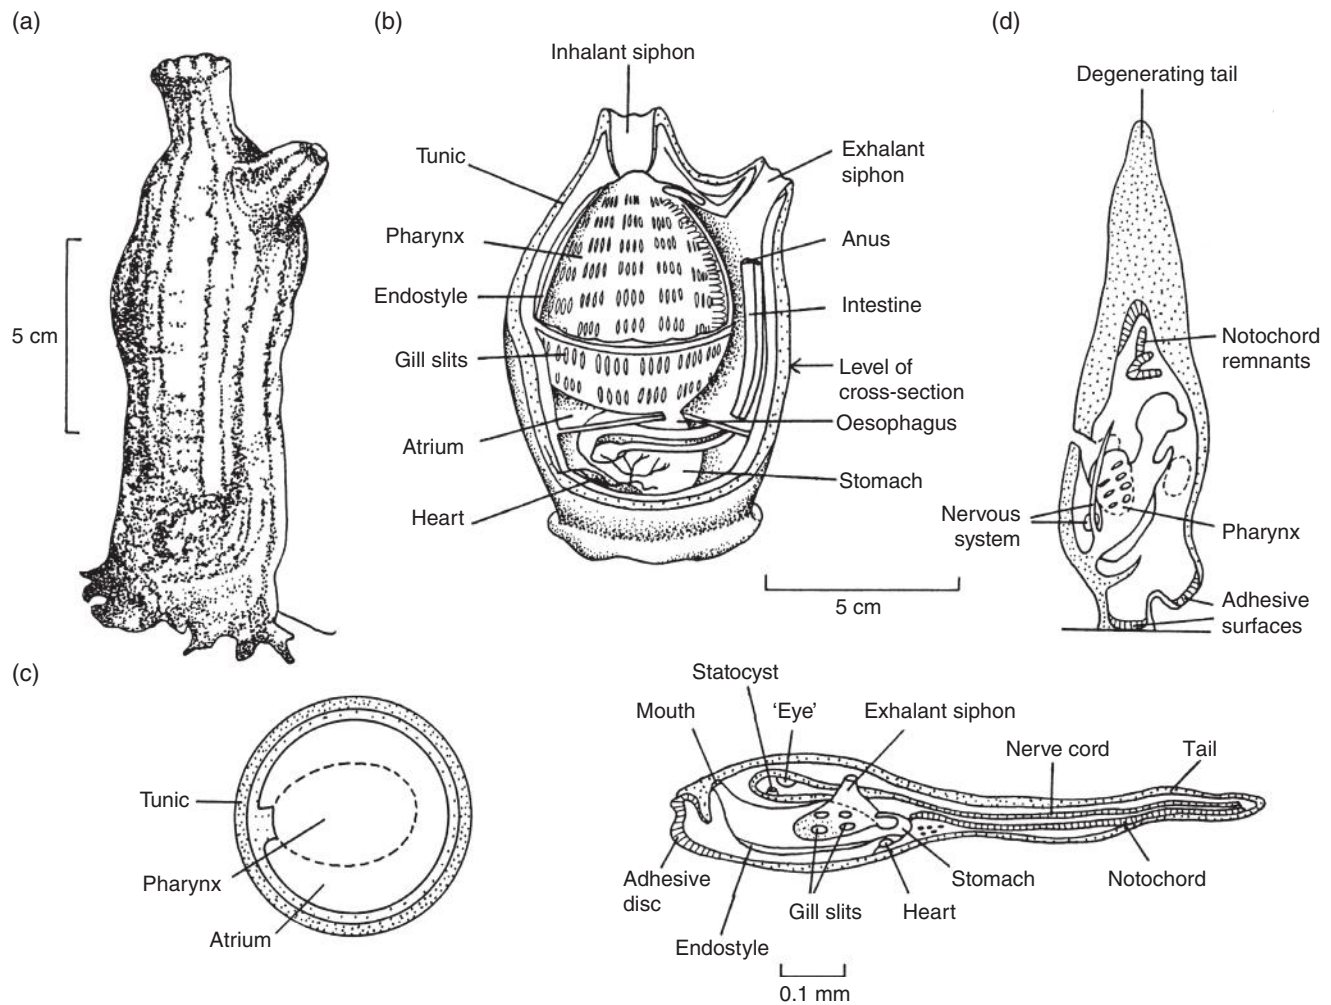 (a)
5 cm
(b)
Inhalant siphon
Tunic
Pharynx
Endostyle
Gill slits
Atrium
Heart
Exhalant
siphon
Anus
Intestine
Level of
cross-section
Oesophagus
Stomach
5 cm
(d)
Degenerating tail
Notochord
remnants
Nervous
system
Pharynx
Adhesive
surfaces
(c)
Tunic
Pharynx
Atrium
Statocyst
Mouth
'Eye'
Exhalant siphon
Nerve cord
Tail
Adhesive
disc
Endostyle
Gill slits
Heart
Stomach
Notochord
0.1 mm